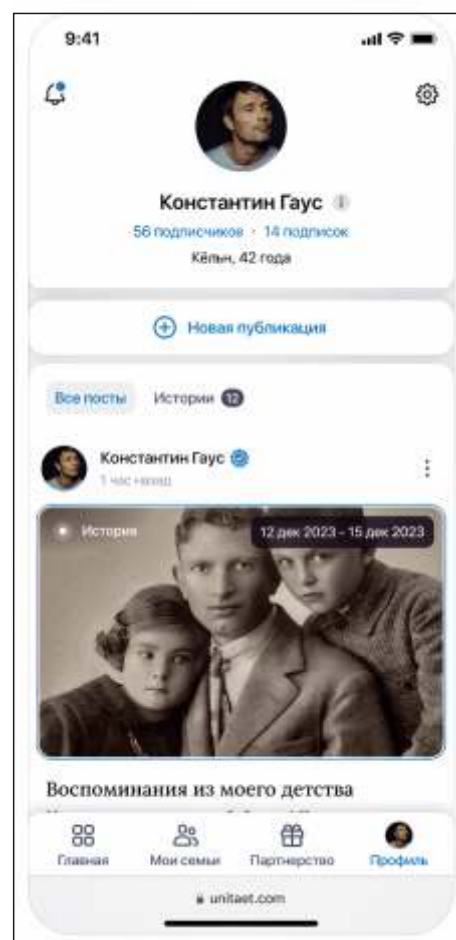 9:41
Константин Гаус
56 подписчиков · 14 подписок
Кёльн, 42 года
Новая публикация
Все посты Истории 12
Константин Гаус
1 час назад
История 12 дек 2023 – 15 дек 2023
Воспоминания из моего детства
Главная Мои семьи Партнерство Профиль
unitaet.com